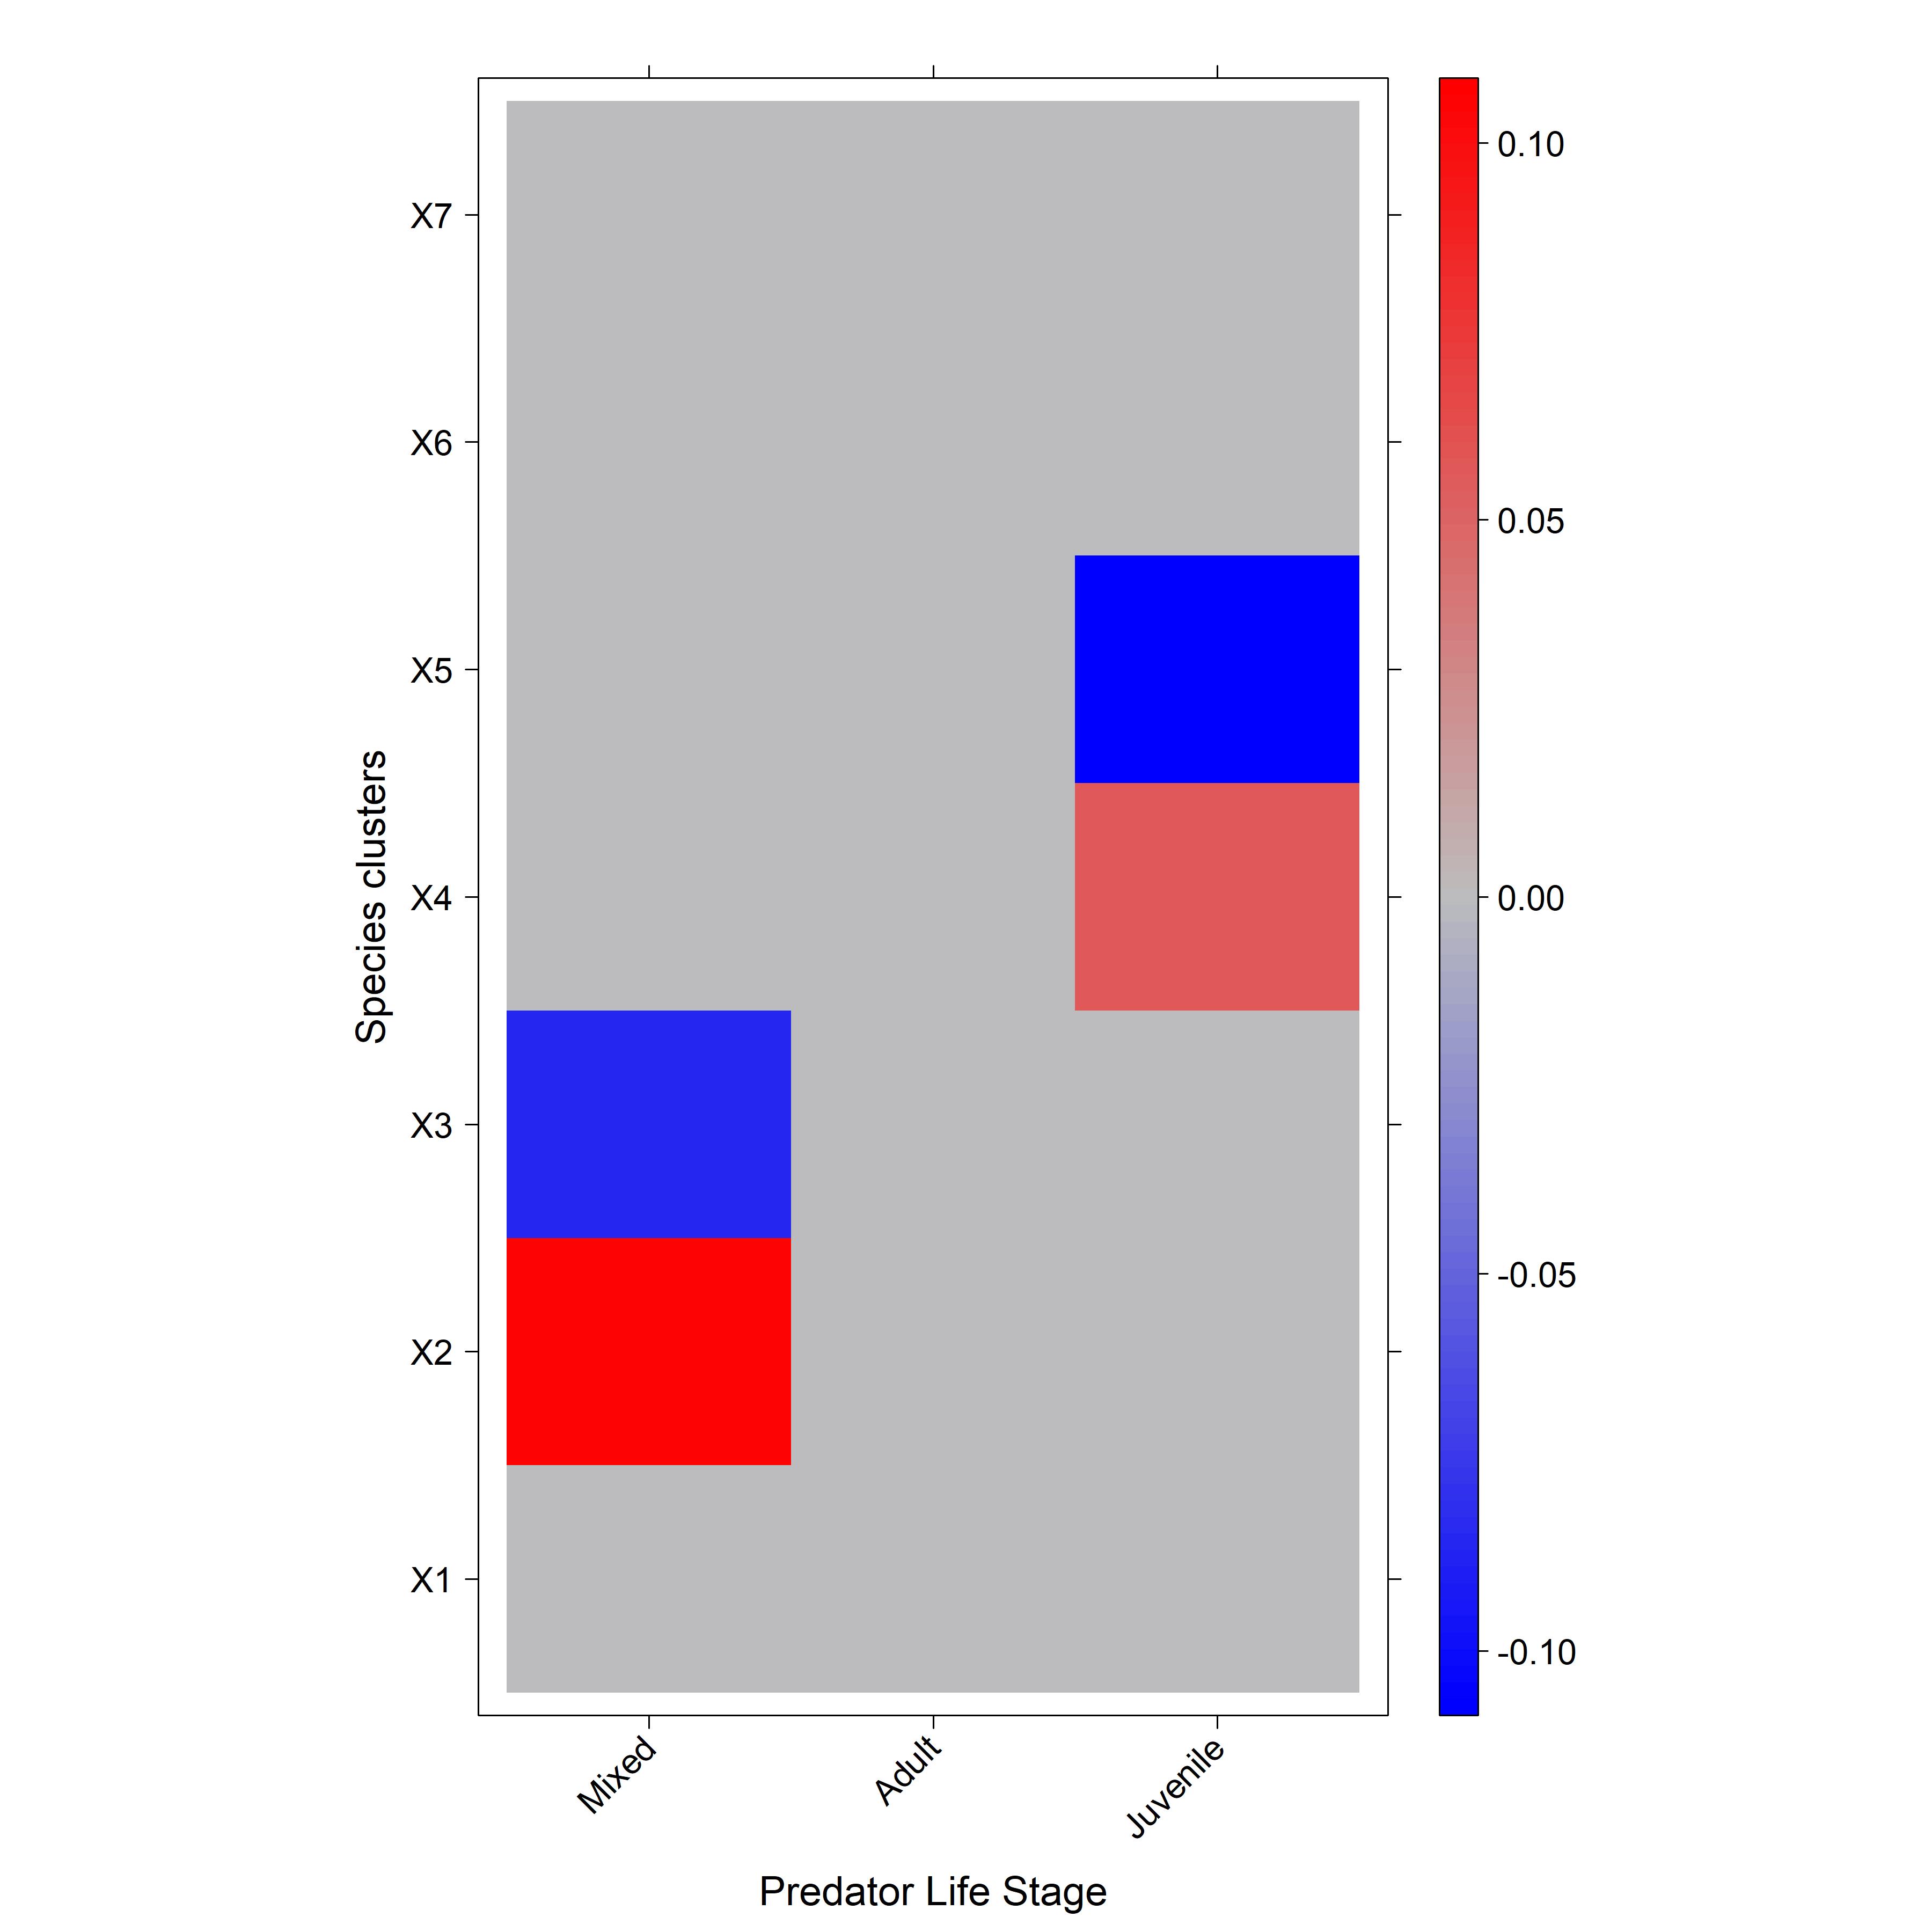 Species clusters
X7
X6
X5
X4
X3
X2
X1
Mixed
Adult
Juvenile
Predator Life Stage
0.10
0.05
0.00
-0.05
-0.10